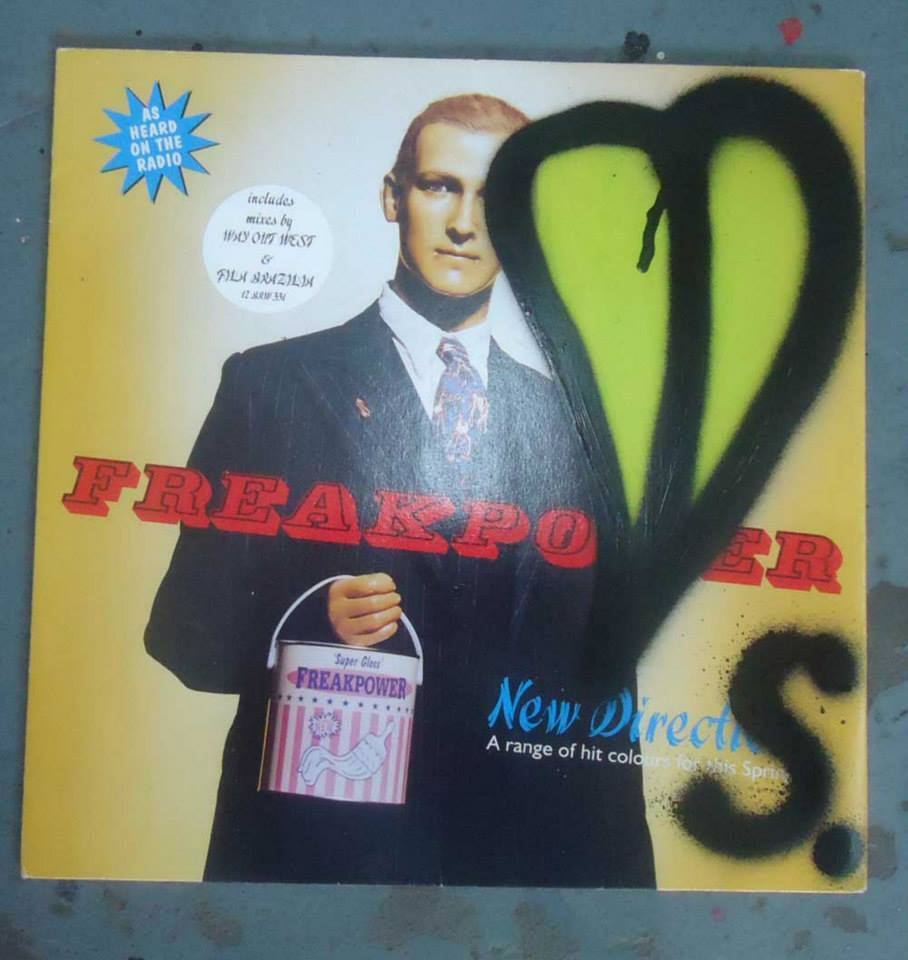 AS
HEARD
ON THE
RADIO
includes
mixes by
WAY OUT WEST
&
FILA BRAZILIA
FREAKPO ER
'Super Gloss'
FREAKPOWER
New Directi
A range of hit colours for this Sprin
S.